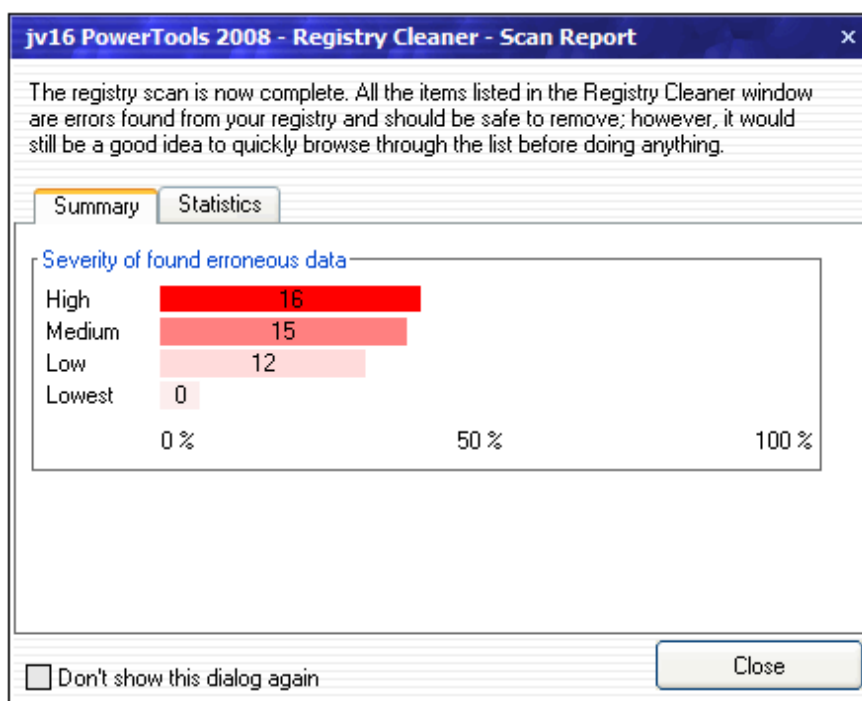 jv16 PowerTools 2008 - Registry Cleaner - Scan Report
The registry scan is now complete. All the items listed in the Registry Cleaner window
are errors found from your registry and should be safe to remove; however, it would
still be a good idea to quickly browse through the list before doing anything.
Summary Statistics
Severity of found erroneous data
High 16
Medium 15
Low 12
Lowest 0
0 % 50 % 100 %
Don't show this dialog again
Close